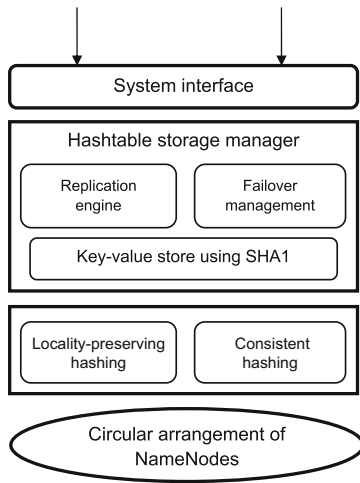 System interface
Hashtable storage manager
Replication
engine
Failover
management
Key-value store using SHA1
Locality-preserving
hashing
Consistent
hashing
Circular arrangement of
NameNodes